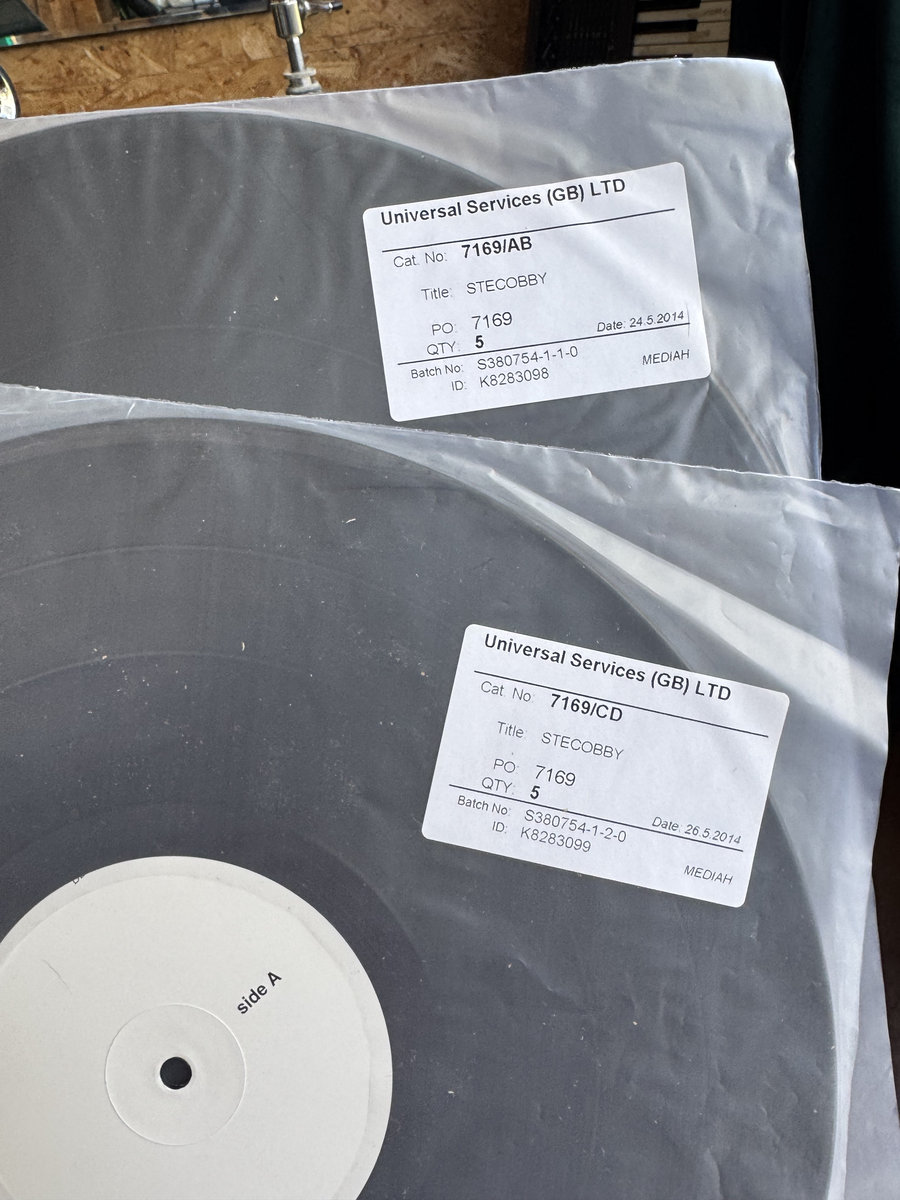 Universal Services (GB) LTD
Cat. No: 7169/AB
Title: STECOBBY
PO: 7169
QTY: 5 Date: 24.5.2014
Batch No: S380754-1-1-0
ID: K8283098 MEDIAH
Universal Services (GB) LTD
Cat. No: 7169/CD
Title: STECOBBY
PO: 7169
QTY: 5 Date: 26.5.2014
Batch No: S380754-1-2-0
ID: K8283099 MEDIAH
side A